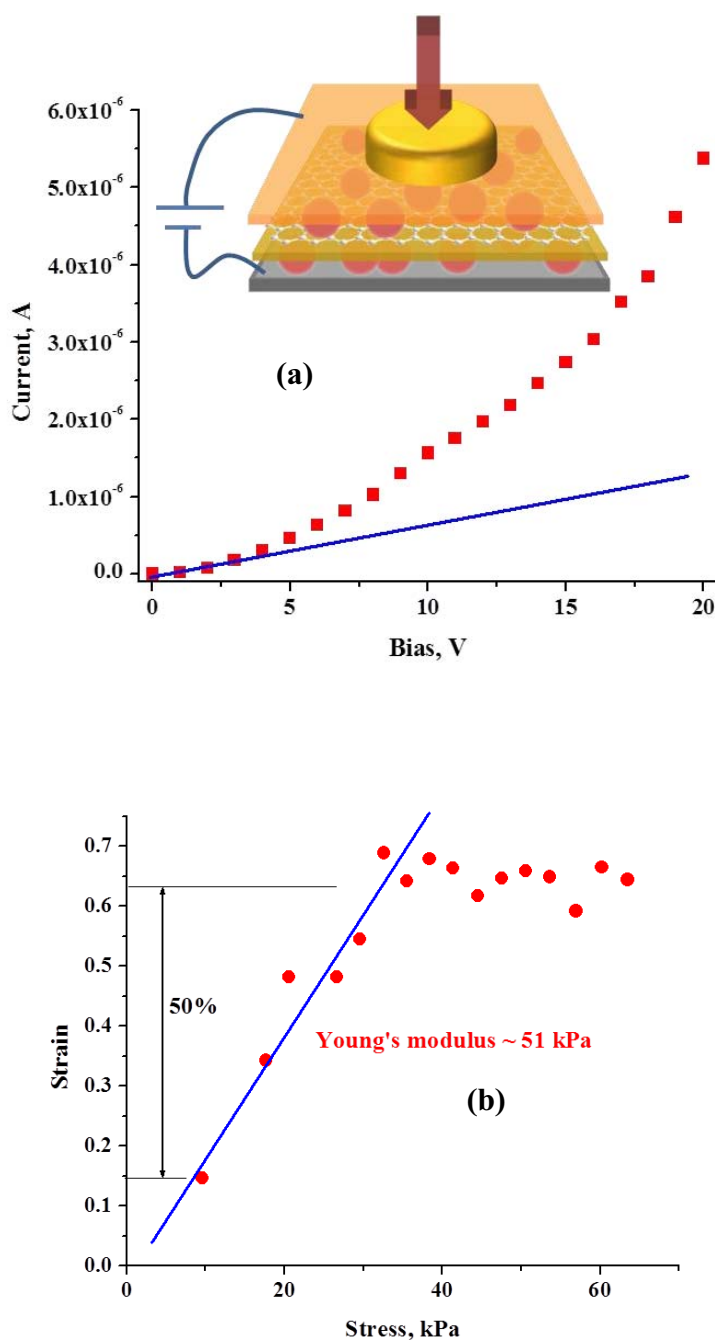 6.0x10⁻⁶
5.0x10⁻⁶
4.0x10⁻⁶
3.0x10⁻⁶
2.0x10⁻⁶
1.0x10⁻⁶
0.0
Current, A
(a)
0 5 10 15 20
Bias, V
0.7
0.6
0.5
0.4
0.3
0.2
0.1
0.0
Strain
50%
Young's modulus ~ 51 kPa
(b)
0 20 40 60
Stress, kPa